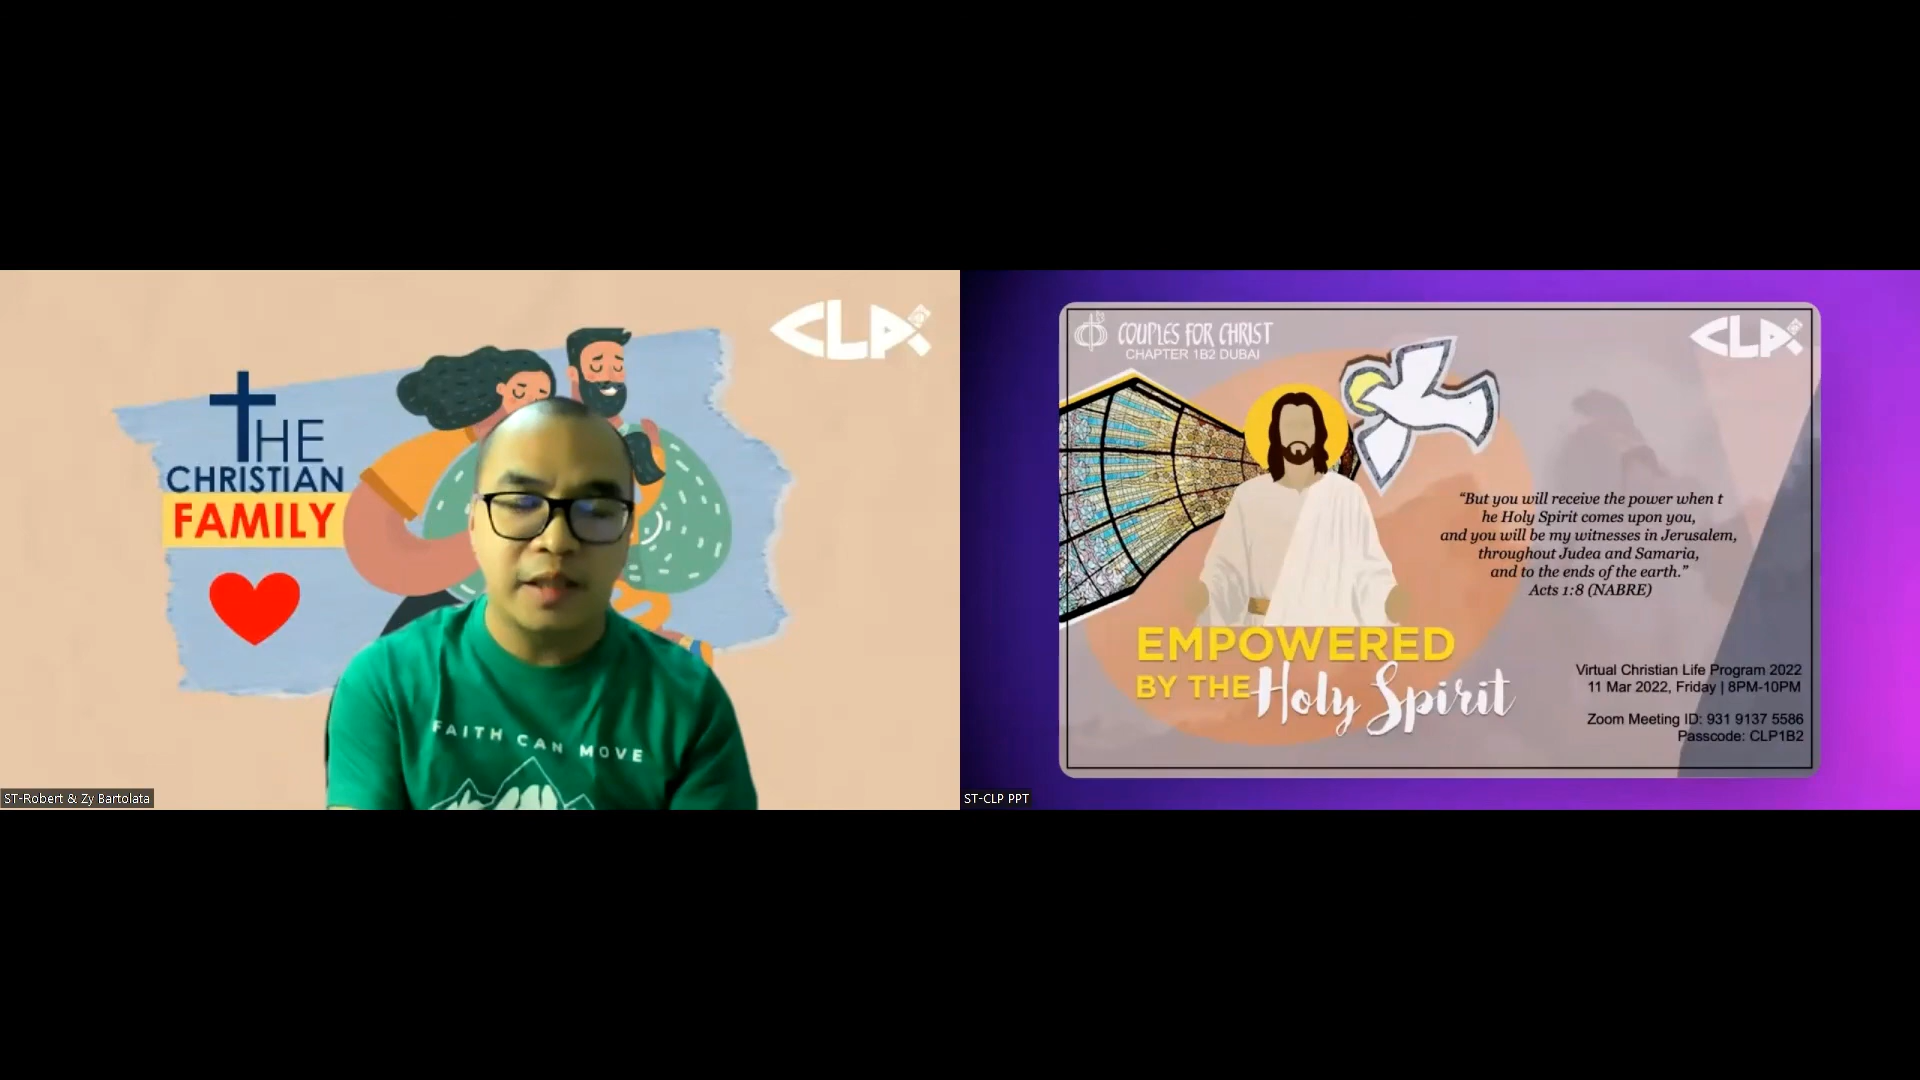 CLP
THE
CHRISTIAN
FAMILY
FAITH CAN MOVE
ST-Robert & Zy Bartolata
COUPLES FOR CHRIST
CHAPTER 1B2 DUBAI
CLP
“But you will receive the power when t
he Holy Spirit comes upon you,
and you will be my witnesses in Jerusalem,
throughout Judea and Samaria,
and to the ends of the earth.”
Acts 1:8 (NABRE)
EMPOWERED
BY THE Holy Spirit
Virtual Christian Life Program 2022
11 Mar 2022, Friday | 8PM-10PM
Zoom Meeting ID: 931 9137 5586
Passcode: CLP1B2
ST-CLP PPT